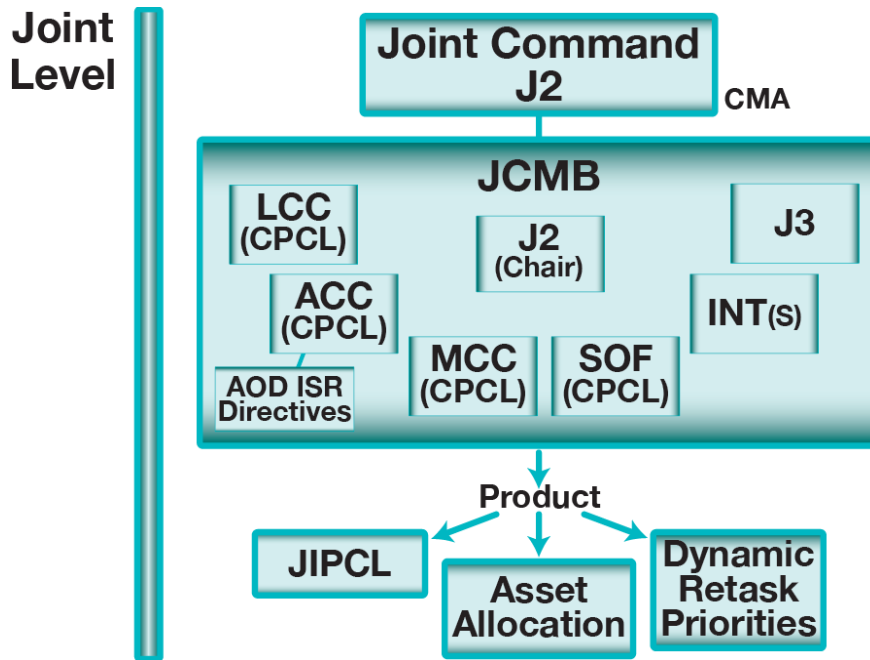 Joint
Level
Joint Command
J2
CMA
JCMB
LCC
(CPCL)
J2
(Chair)
J3
ACC
(CPCL)
INT(S)
MCC
(CPCL)
SOF
(CPCL)
AOD ISR
Directives
Product
JIPCL
Asset
Allocation
Dynamic
Retask
Priorities